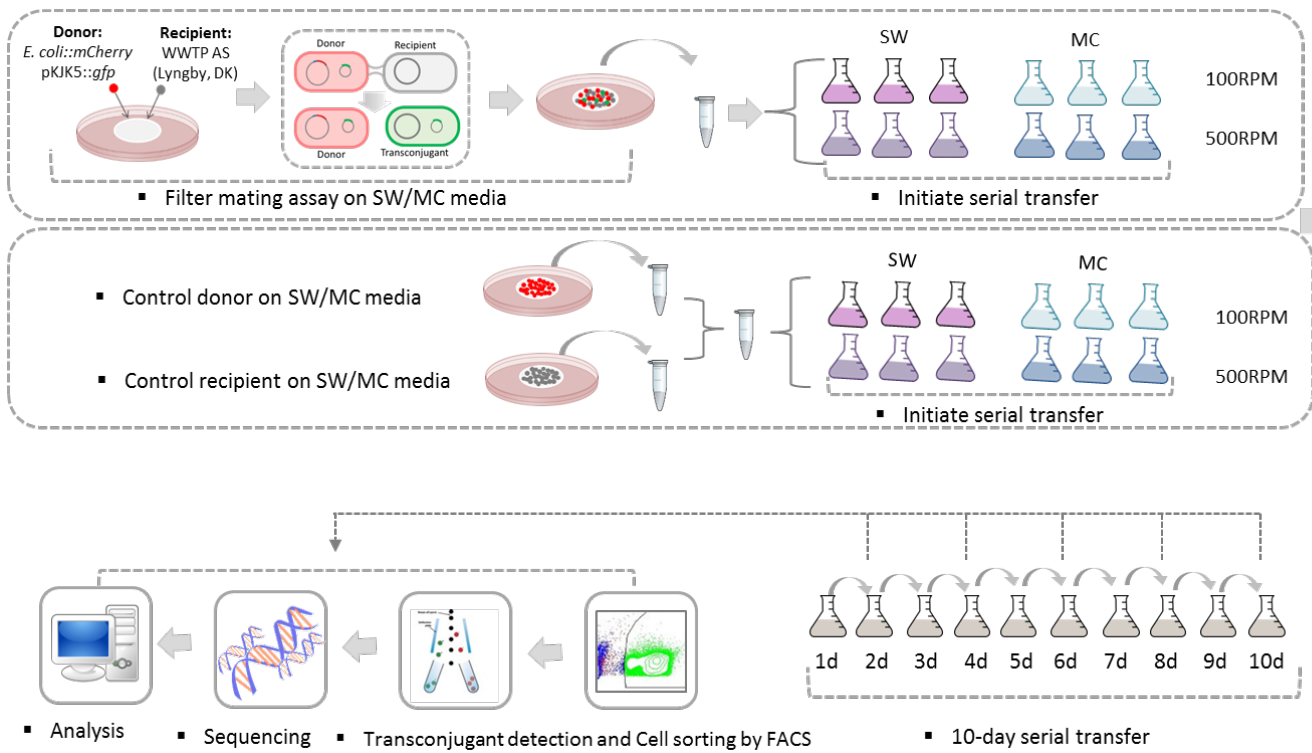 Donor:
E. coli::mCherry
pKJK5::gfp
Recipient:
WWTP AS
(Lyngby, DK)
Donor
Recipient
Donor
Transconjugant
SW
MC
100RPM
500RPM
▪ Filter mating assay on SW/MC media
▪ Initiate serial transfer
▪ Control donor on SW/MC media
▪ Control recipient on SW/MC media
SW
MC
100RPM
500RPM
▪ Initiate serial transfer
1d 2d 3d 4d 5d 6d 7d 8d 9d 10d
▪ Analysis
▪ Sequencing
▪ Transconjugant detection and Cell sorting by FACS
▪ 10-day serial transfer